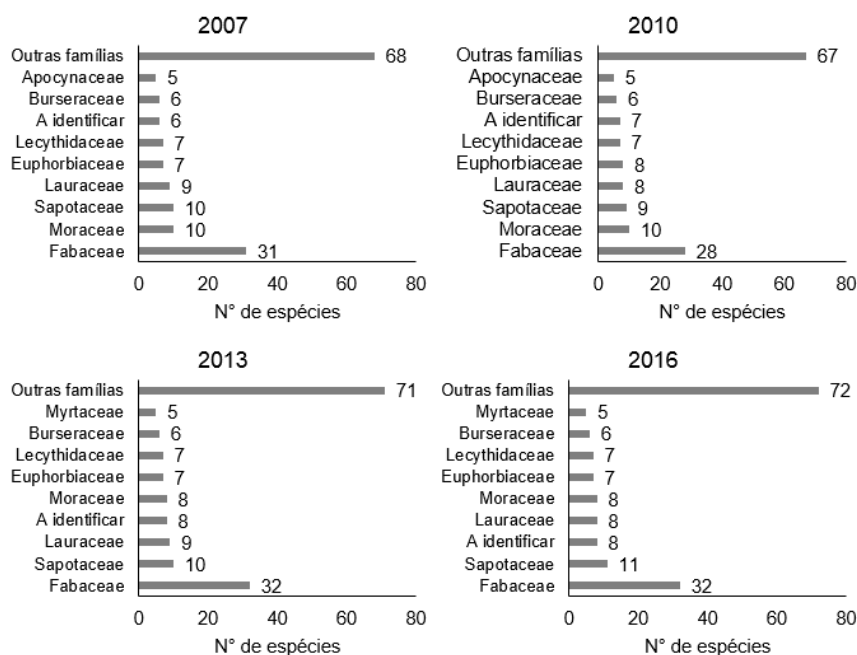 2007
Outras famílias 68
Apocynaceae 5
Burseraceae 6
A identificar 6
Lecythidaceae 7
Euphorbiaceae 7
Lauraceae 9
Sapotaceae 10
Moraceae 10
Fabaceae 31
0 20 40 60 80
N° de espécies
2010
Outras famílias 67
Apocynaceae 5
Burseraceae 6
A identificar 7
Lecythidaceae 7
Euphorbiaceae 8
Lauraceae 8
Sapotaceae 9
Moraceae 10
Fabaceae 28
0 20 40 60 80
N° de espécies
2013
Outras famílias 71
Myrtaceae 5
Burseraceae 6
Lecythidaceae 7
Euphorbiaceae 7
Moraceae 8
A identificar 8
Lauraceae 9
Sapotaceae 10
Fabaceae 32
0 20 40 60 80
N° de espécies
2016
Outras famílias 72
Myrtaceae 5
Burseraceae 6
Lecythidaceae 7
Euphorbiaceae 7
Moraceae 8
Lauraceae 8
A identificar 8
Sapotaceae 11
Fabaceae 32
0 20 40 60 80
N° de espécies